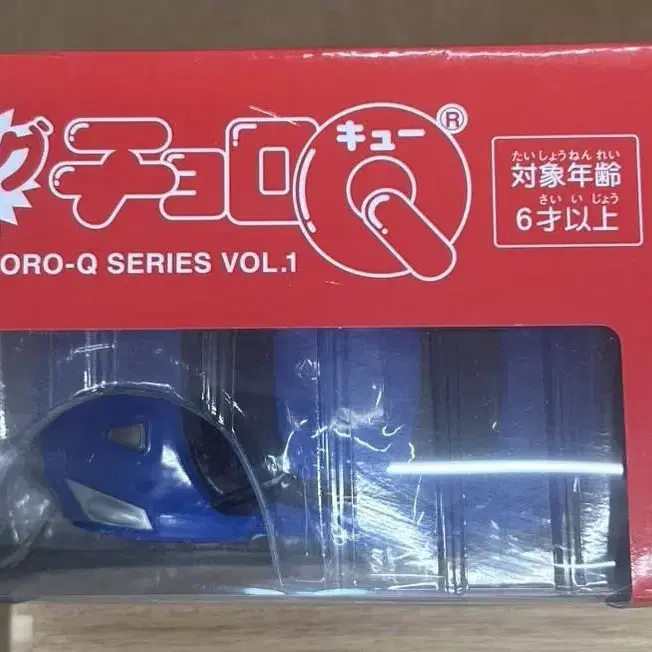 チョロQ
キュー
®
ORO-Q SERIES VOL.1
たいしょうねんれい
対象年齢
さいいじょう
6才以上